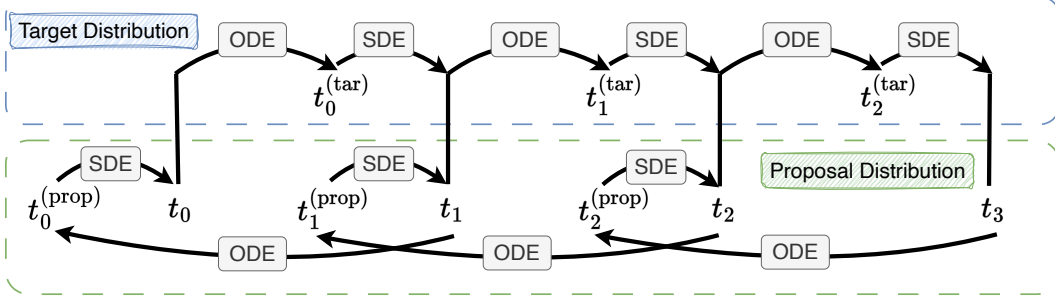 Target Distribution
ODE SDE ODE SDE ODE SDE
t_0^{(tar)} t_1^{(tar)} t_2^{(tar)}
SDE SDE SDE Proposal Distribution
t_0^{(prop)} t_0 t_1^{(prop)} t_1 t_2^{(prop)} t_2 t_3
ODE ODE ODE